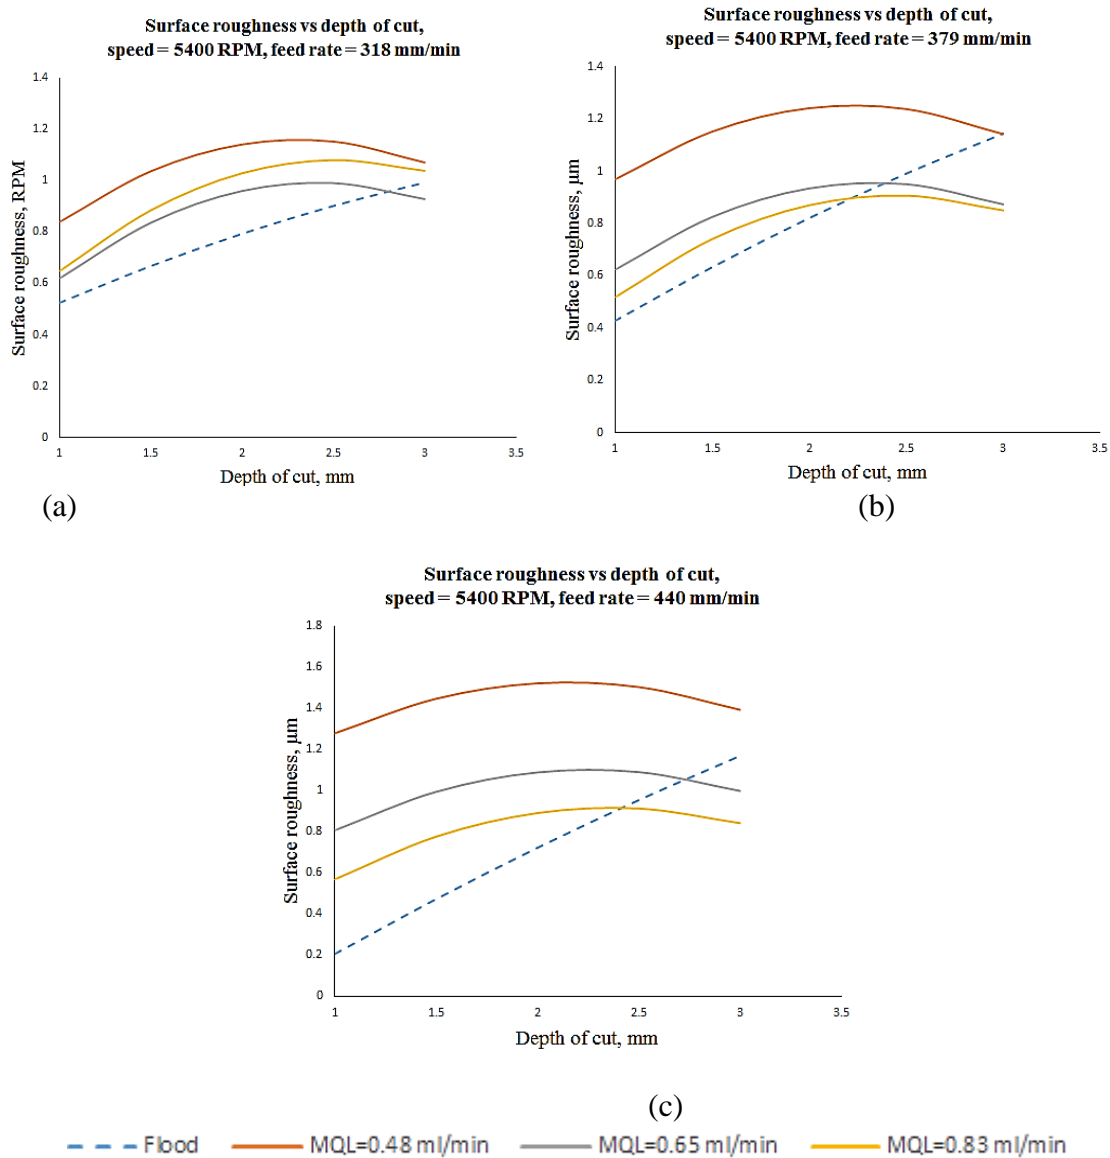 Surface roughness vs depth of cut,
speed = 5400 RPM, feed rate = 318 mm/min
1.4
1.2
1
0.8
0.6
0.4
0.2
0
Surface roughness, RPM
1 1.5 2 2.5 3 3.5
Depth of cut, mm
(a)
Surface roughness vs depth of cut,
speed = 5400 RPM, feed rate = 379 mm/min
1.4
1.2
1
0.8
0.6
0.4
0.2
0
Surface roughness, µm
1 1.5 2 2.5 3 3.5
Depth of cut, mm
(b)
Surface roughness vs depth of cut,
speed = 5400 RPM, feed rate = 440 mm/min
1.8
1.6
1.4
1.2
1
0.8
0.6
0.4
0.2
0
Surface roughness, µm
1 1.5 2 2.5 3 3.5
Depth of cut, mm
(c)
Flood MQL=0.48 ml/min MQL=0.65 ml/min MQL=0.83 ml/min